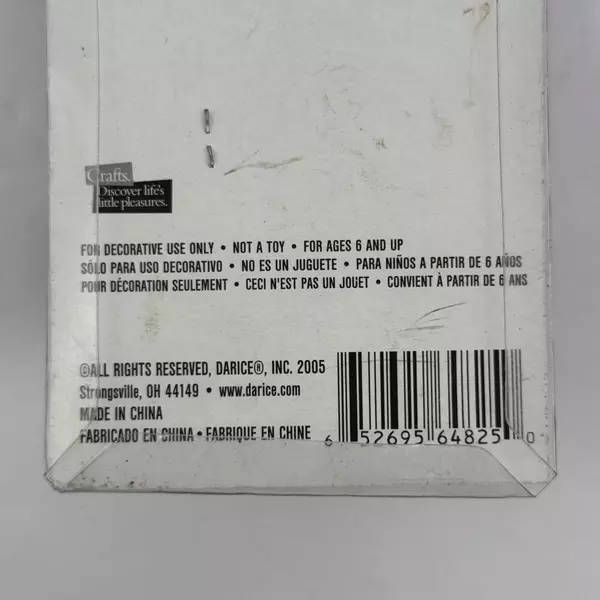 Crafts.
Discover life's
little pleasures.
FOR DECORATIVE USE ONLY • NOT A TOY • FOR AGES 6 AND UP
SÓLO PARA USO DECORATIVO • NO ES UN JUGUETE • PARA NIÑOS A PARTIR DE 6 AÑOS
POUR DÉCORATION SEULEMENT • CECI N'EST PAS UN JOUET • CONVIENT À PARTIR DE 6 ANS
©ALL RIGHTS RESERVED, DARICE®, INC. 2005
Strongsville, OH 44149 • www.darice.com
MADE IN CHINA
FABRICADO EN CHINA • FABRIQUE EN CHINE
6 52695 64825 0